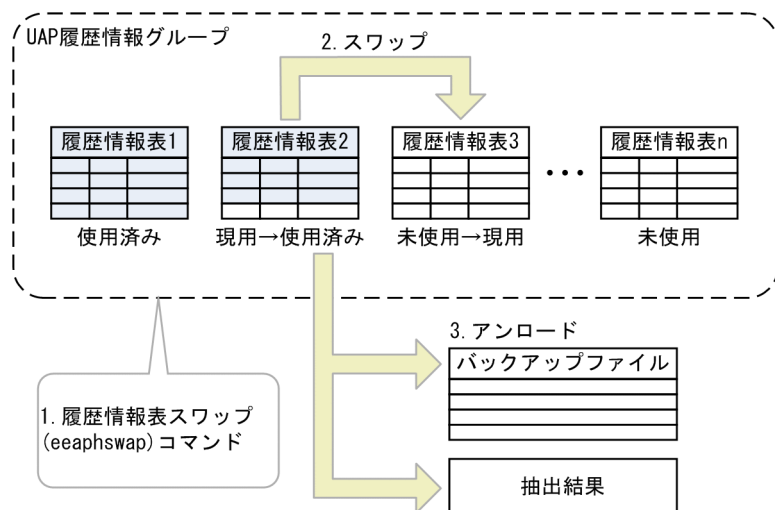 UAP履歴情報グループ
2.スワップ
履歴情報表1
履歴情報表2
履歴情報表3
履歴情報表n
・・・
使用済み
現用→使用済み
未使用→現用
未使用
3.アンロード
バックアップファイル
1.履歴情報表スワップ
(eeaphswap)コマンド
抽出結果